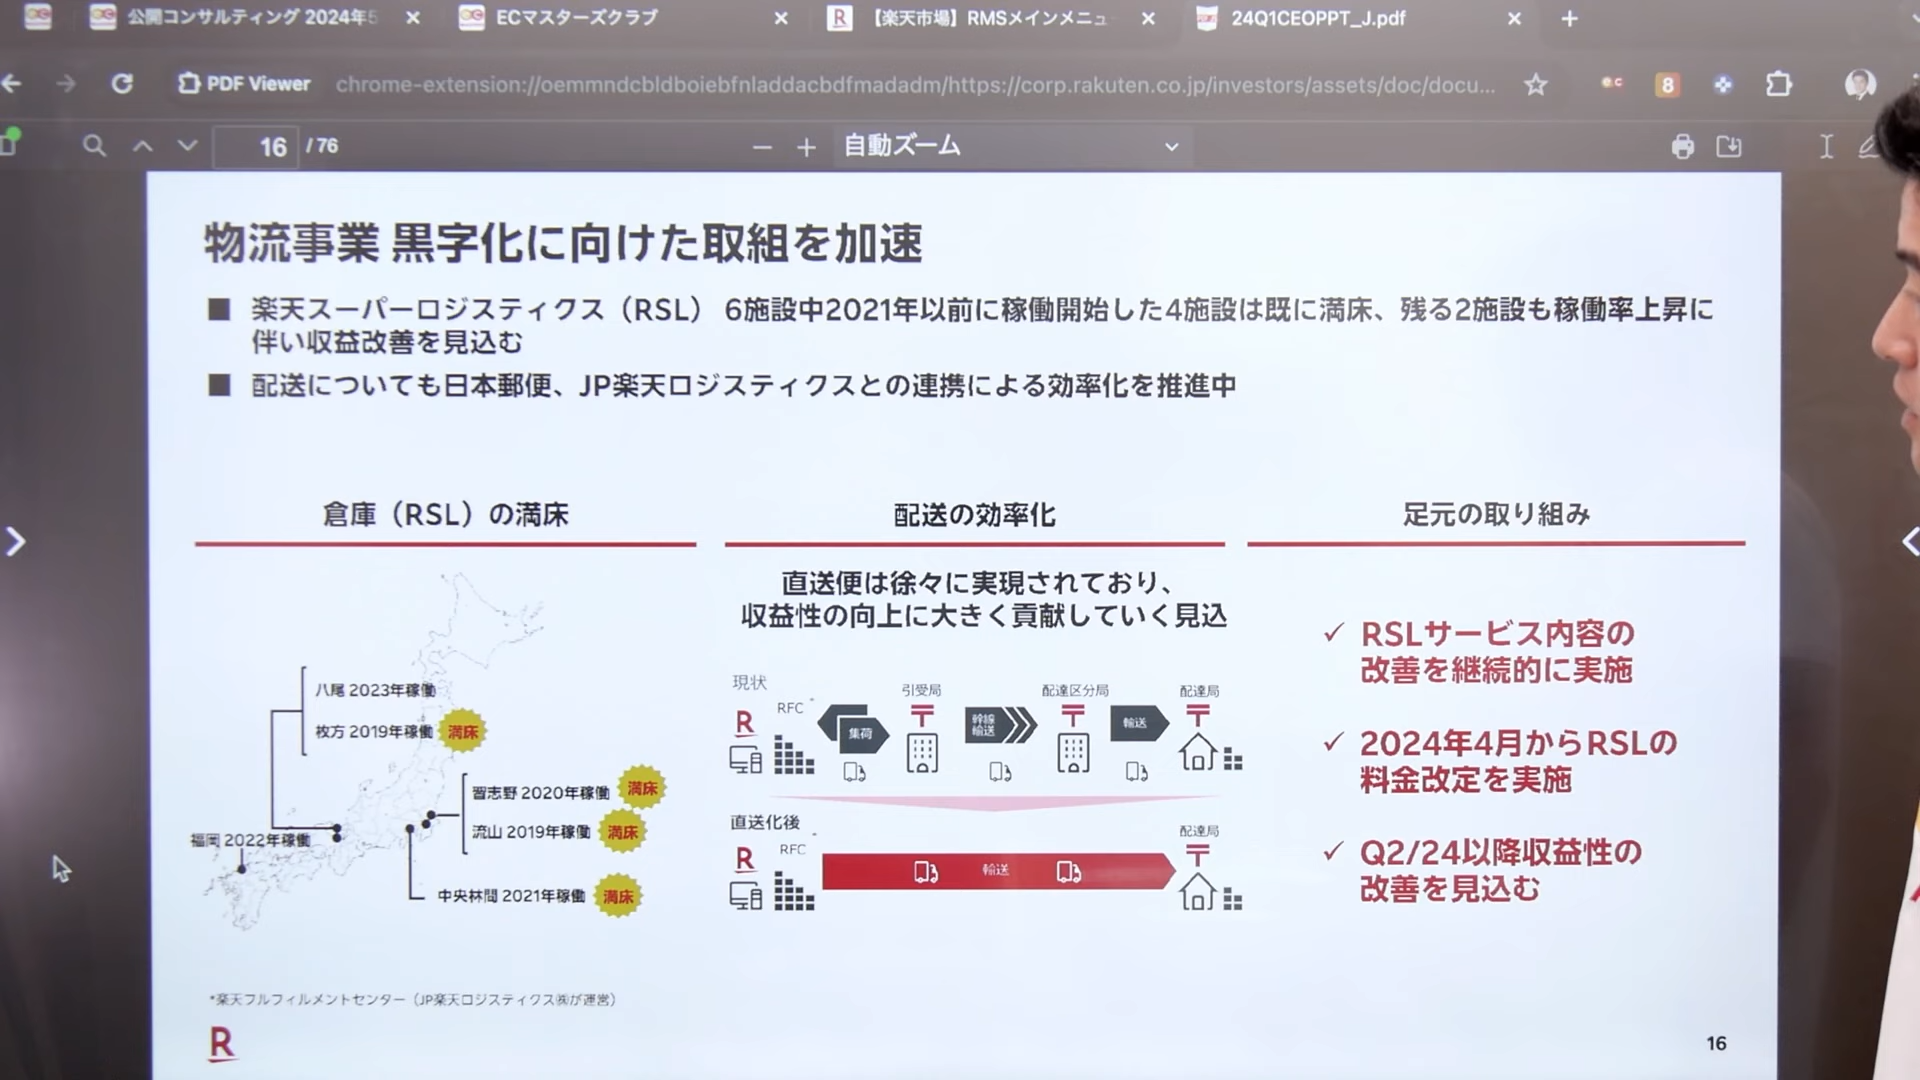 公開コンサルティング 2024年5
ECマスターズクラブ
【楽天市場】RMSメインメニュ
24Q1CEOPPT_J.pdf
PDF Viewer
chrome-extension://oemmndcbldboiebfnladdacbdfmadadm/https://corp.rakuten.co.jp/investors/assets/doc/docu...
8
16 / 76
自動ズーム
物流事業 黒字化に向けた取組を加速
■ 楽天スーパーロジスティクス（RSL） 6施設中2021年以前に稼働開始した4施設は既に満床、残る2施設も稼働率上昇に
伴い収益改善を見込む
■ 配送についても日本郵便、JP楽天ロジスティクスとの連携による効率化を推進中
倉庫（RSL）の満床
八尾 2023年稼働
枚方 2019年稼働 満床
習志野 2020年稼働 満床
流山 2019年稼働 満床
福岡 2022年稼働
中央林間 2021年稼働 満床
配送の効率化
直送便は徐々に実現されており、
収益性の向上に大きく貢献していく見込
現状
R RFC
集荷
引受局
幹線
輸送
配達区分局
輸送
配達局
直送化後
R RFC
輸送
配達局
足元の取り組み
✓ RSLサービス内容の
改善を継続的に実施
✓ 2024年4月からRSLの
料金改定を実施
✓ Q2/24以降収益性の
改善を見込む
*楽天フルフィルメントセンター（JP楽天ロジスティクス㈱が運営）
R
16